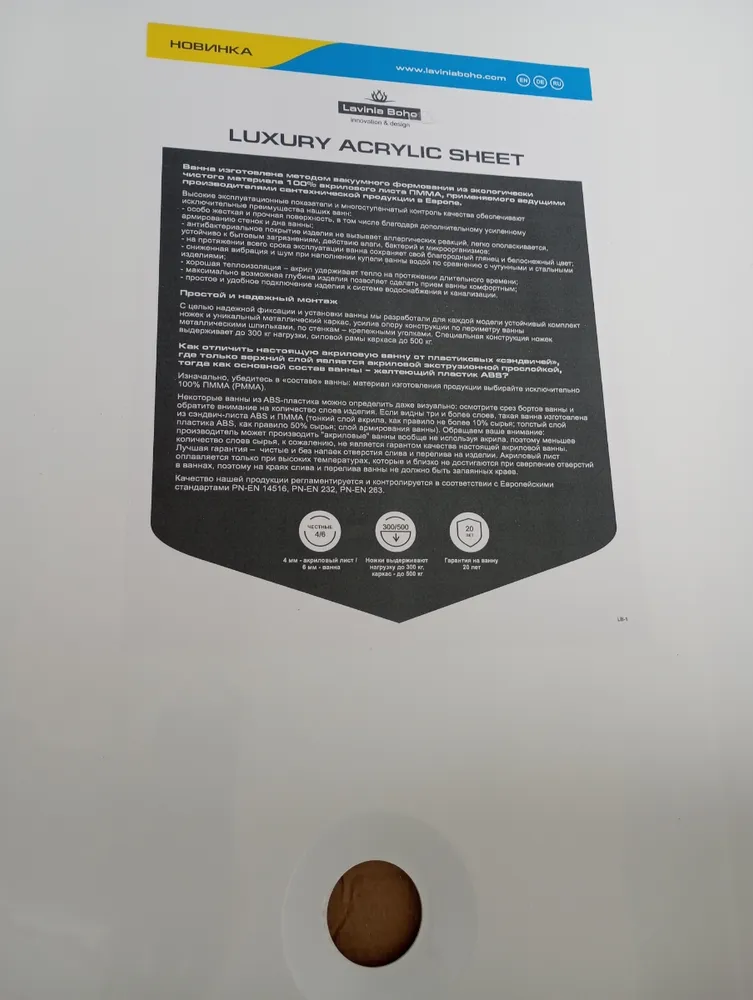 НОВИНКА
www.laviniaboho.com EN DE RU
Lavinia Boho
innovation & design
LUXURY ACRYLIC SHEET
Ванна изготовлена методом вакуумного формования из экологически
чистого материала 100% акрилового листа ПММА, применяемого ведущими
производителями сантехнической продукции в Европе.
Высокие эксплуатационные показатели и многоступенчатый контроль качества обеспечивают
исключительные преимущества наших ванн:
- особо жесткая и прочная поверхность, в том числе благодаря дополнительному усиленному
армированию стенок и дна ванны;
- антибактериальное покрытие изделия не вызывает аллергических реакций, легко ополаскивается,
устойчиво к бытовым загрязнениям, действию влаги, бактерий и микроорганизмов;
- на протяжении всего срока эксплуатации ванна сохраняет свой благородный глянец и белоснежный цвет;
- сниженная вибрация и шум при наполнении купели ванны водой по сравнению с чугунными и стальными
изделиями;
- хорошая теплоизоляция – акрил удерживает тепло на протяжении длительного времени;
- максимально возможная глубина изделия позволяет сделать прием ванны комфортным;
- простое и удобное подключение изделия к системе водоснабжения и канализации.
Простой и надежный монтаж
С целью надежной фиксации и установки ванны мы разработали для каждой модели устойчивый комплект
ножек и уникальный металлический каркас, усилив опору конструкции по периметру ванны
металлическими шпильками, по стенкам – крепежными уголками. Специальная конструкция ножек
выдерживает до 300 кг нагрузки, силовой рамы каркаса до 500 кг.
Как отличить настоящую акриловую ванну от пластиковых «сэндвичей»,
где только верхний слой является акриловой экструзионной прослойкой,
тогда как основной состав ванны – желтеющий пластик ABS?
Изначально, убедитесь в «составе» ванны: материал изготовления продукции выбирайте исключительно
100% ПММА (PMMA).
Некоторые ванны из ABS-пластика можно определить даже визуально: осмотрите срез бортов ванны и
обратите внимание на количество слоев изделия. Если видны три и более слоев, такая ванна изготовлена
из сэндвич-листа ABS и ПММА (тонкий слой акрила, как правило не более 10% сырья; толстый слой
пластика ABS, как правило 50% сырья; слой армирования ванны). Обращаем ваше внимание:
производитель может производить "акриловые" ванны вообще не используя акрила, поэтому меньшее
количество слоев сырья, к сожалению, не является гарантом качества настоящей акриловой ванны.
Лучшая гарантия – чистые и без напаек отверстия слива и перелива на изделии. Акриловый лист
оплавляется только при высоких температурах, которые и близко не достигаются при сверление отверстий
в ваннах, поэтому на краях слива и перелива ванны не должно быть запаянных краев.
Качество нашей продукции регламентируется и контролируется в соответствии с Европейскими
стандартами PN-EN 14516, PN-EN 232, PN-EN 263.
ЧЕСТНЫЕ
4/6
300/500
20
ЛЕТ
4 мм - акриловый лист /
6 мм - ванна
Ножки выдерживают
нагрузку до 300 кг,
каркас - до 500 кг
Гарантия на ванну
20 лет
LB-1